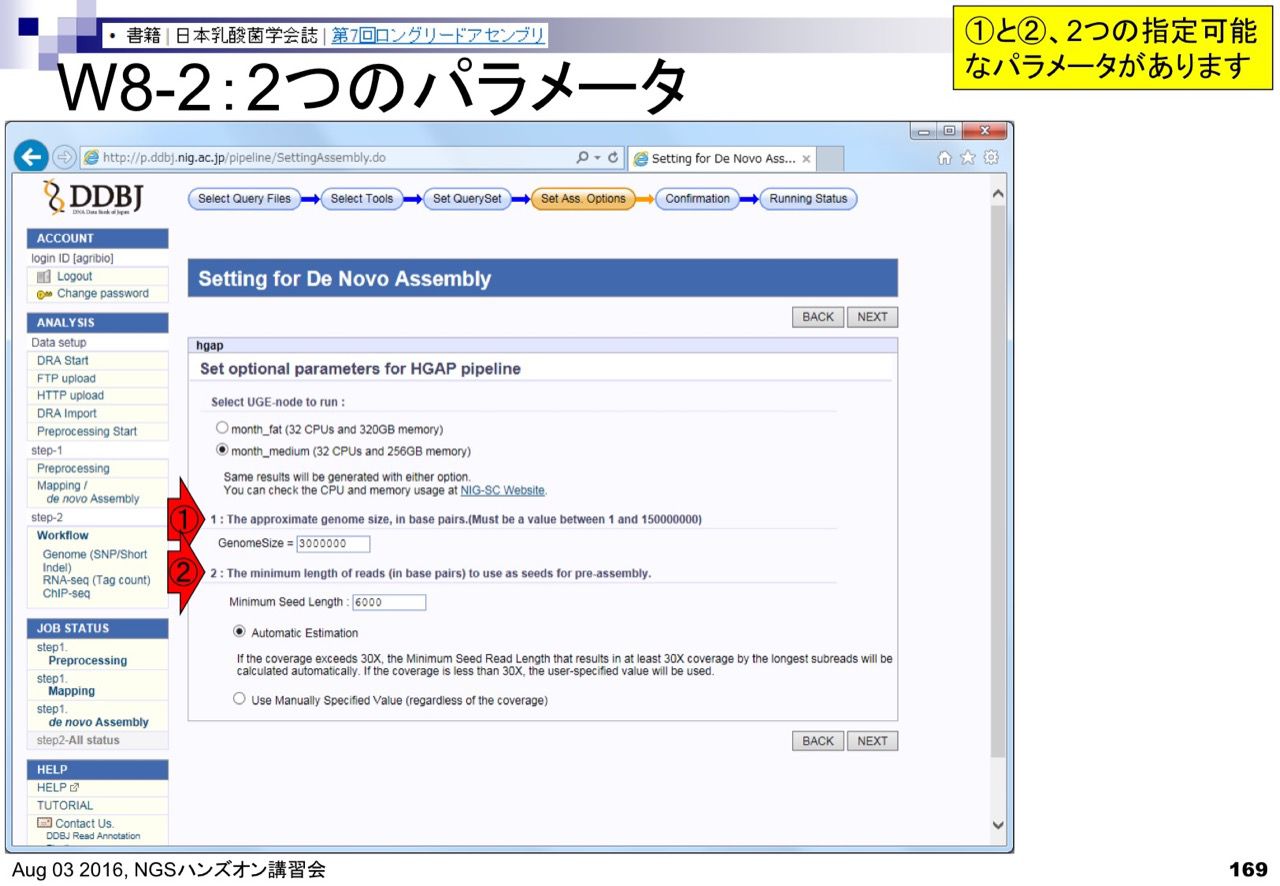 • 書籍 | 日本乳酸菌学会誌 | 第7回ロングリードアセンブリ
①と②、2つの指定可能
なパラメータがあります
W8-2：2つのパラメータ
http://p.ddbj.nig.ac.jp/pipeline/SettingAssembly.do
Setting for De Novo Ass...
DDBJ
DNA Data Bank of Japan
Select Query Files
Select Tools
Set QuerySet
Set Ass. Options
Confirmation
Running Status
ACCOUNT
login ID [agribio]
Logout
Change password
ANALYSIS
Data setup
DRA Start
FTP upload
HTTP upload
DRA Import
Preprocessing Start
step-1
Preprocessing
Mapping /
de novo Assembly
step-2
Workflow
Genome (SNP/Short
Indel)
RNA-seq (Tag count)
ChIP-seq
JOB STATUS
step1.
Preprocessing
step1.
Mapping
step1.
de novo Assembly
step2-All status
HELP
HELP
TUTORIAL
Contact Us.
DDBJ Read Annotation
Setting for De Novo Assembly
BACK NEXT
hgap
Set optional parameters for HGAP pipeline
Select UGE-node to run :
month_fat (32 CPUs and 320GB memory)
month_medium (32 CPUs and 256GB memory)
Same results will be generated with either option.
You can check the CPU and memory usage at NIG-SC Website.
① 1 : The approximate genome size, in base pairs.(Must be a value between 1 and 150000000)
GenomeSize = 3000000
② 2 : The minimum length of reads (in base pairs) to use as seeds for pre-assembly.
Minimum Seed Length : 6000
Automatic Estimation
If the coverage exceeds 30X, the Minimum Seed Read Length that results in at least 30X coverage by the longest subreads will be
calculated automatically. If the coverage is less than 30X, the user-specified value will be used.
Use Manually Specified Value (regardless of the coverage)
BACK NEXT
Aug 03 2016, NGSハンズオン講習会
169